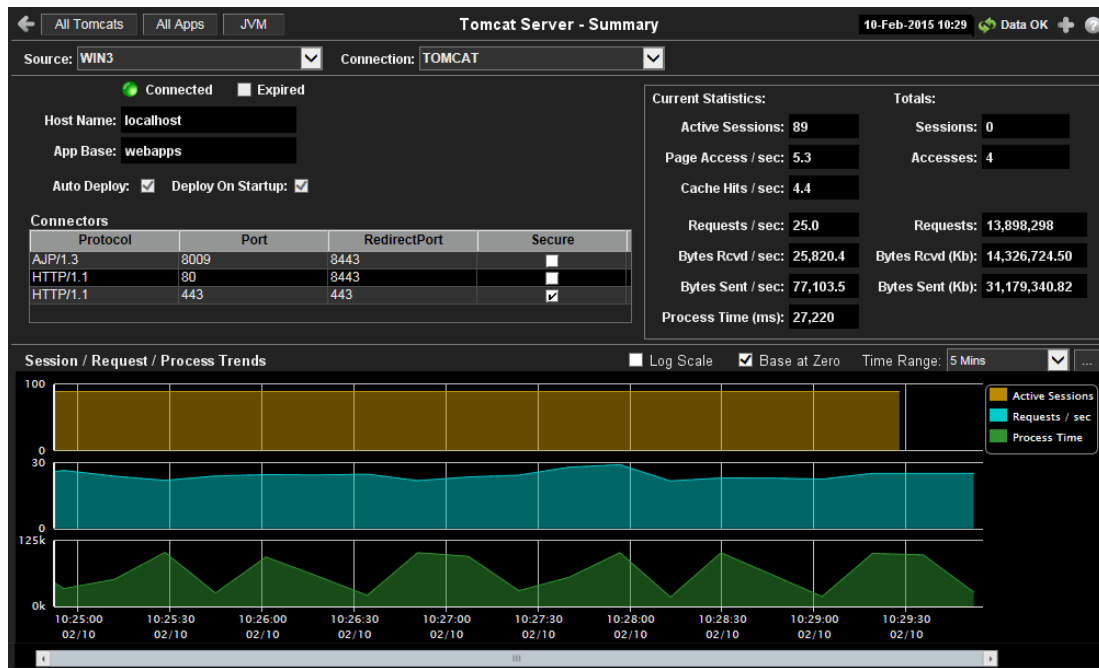 All Tomcats All Apps JVM Tomcat Server - Summary 10-Feb-2015 10:29 Data OK ?
Source: WIN3 Connection: TOMCAT
Connected Expired
Host Name: localhost
App Base: webapps
Auto Deploy: Deploy On Startup:
Connectors
Protocol Port RedirectPort Secure
AJP/1.3 8009 8443
HTTP/1.1 80 8443
HTTP/1.1 443 443
Current Statistics: Totals:
Active Sessions: 89 Sessions: 0
Page Access / sec: 5.3 Accesses: 4
Cache Hits / sec: 4.4
Requests / sec: 25.0 Requests: 13,898,298
Bytes Rcvd / sec: 25,820.4 Bytes Rcvd (Kb): 14,326,724.50
Bytes Sent / sec: 77,103.5 Bytes Sent (Kb): 31,179,340.82
Process Time (ms): 27,220
Session / Request / Process Trends Log Scale Base at Zero Time Range: 5 Mins ...
100
0
30
0
125k
0k
Active Sessions
Requests / sec
Process Time
10:25:00 10:25:30 10:26:00 10:26:30 10:27:00 10:27:30 10:28:00 10:28:30 10:29:00 10:29:30
02/10 02/10 02/10 02/10 02/10 02/10 02/10 02/10 02/10 02/10